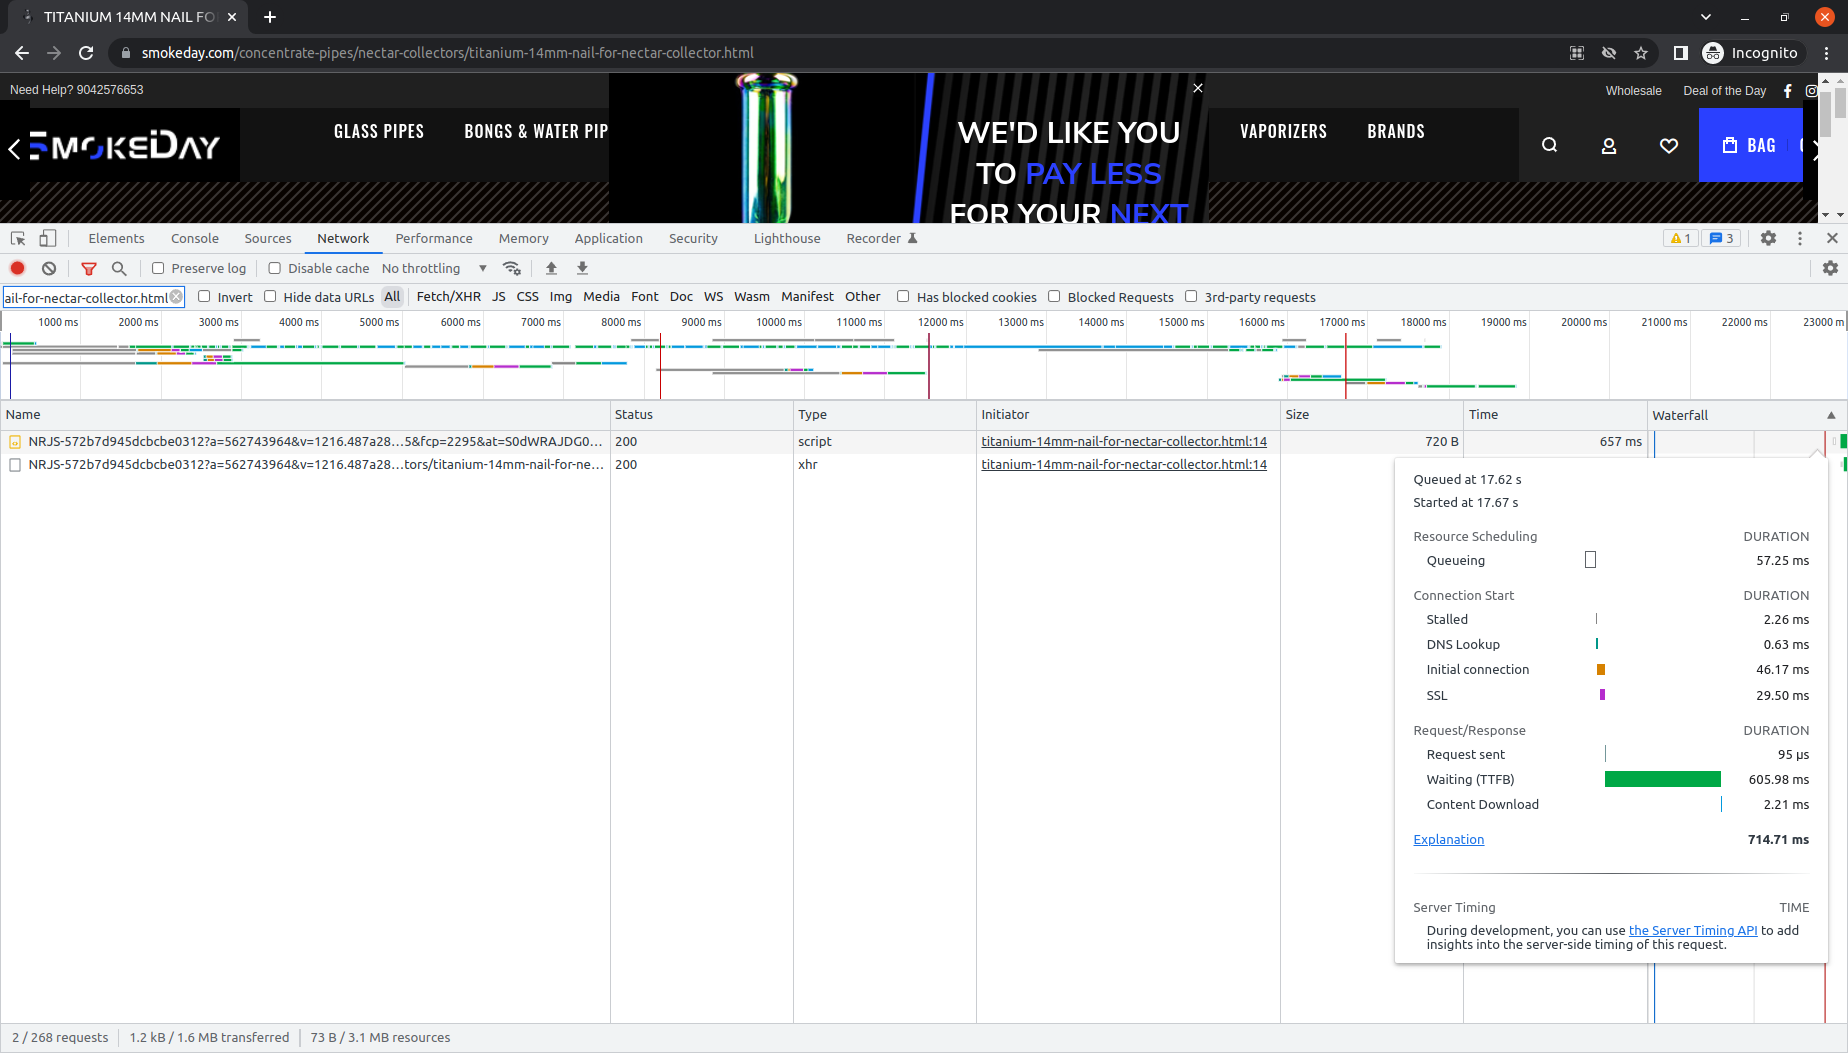 TITANIUM 14MM NAIL FO
smokeday.com/concentrate-pipes/nectar-collectors/titanium-14mm-nail-for-nectar-collector.html
Incognito
Need Help? 9042576653
Wholesale Deal of the Day
SMOKEDAY
GLASS PIPES BONGS & WATER PIP
WE'D LIKE YOU
TO PAY LESS
FOR YOUR NEXT
VAPORIZERS BRANDS
BAG
Elements Console Sources Network Performance Memory Application Security Lighthouse Recorder 1 3
Preserve log Disable cache No throttling
ail-for-nectar-collector.html Invert Hide data URLs All Fetch/XHR JS CSS Img Media Font Doc WS Wasm Manifest Other Has blocked cookies Blocked Requests 3rd-party requests
1000 ms 2000 ms 3000 ms 4000 ms 5000 ms 6000 ms 7000 ms 8000 ms 9000 ms 10000 ms 11000 ms 12000 ms 13000 ms 14000 ms 15000 ms 16000 ms 17000 ms 18000 ms 19000 ms 20000 ms 21000 ms 22000 ms 23000 m
Name Status Type Initiator Size Time Waterfall
NRJS-572b7d945dcbcbe0312?a=562743964&v=1216.487a28…5&fcp=2295&at=S0dWRAJDG0… 200 script titanium-14mm-nail-for-nectar-collector.html:14 720 B 657 ms
NRJS-572b7d945dcbcbe0312?a=562743964&v=1216.487a28…tors/titanium-14mm-nail-for-ne… 200 xhr titanium-14mm-nail-for-nectar-collector.html:14
Queued at 17.62 s
Started at 17.67 s
Resource Scheduling DURATION
Queueing 57.25 ms
Connection Start DURATION
Stalled 2.26 ms
DNS Lookup 0.63 ms
Initial connection 46.17 ms
SSL 29.50 ms
Request/Response DURATION
Request sent 95 μs
Waiting (TTFB) 605.98 ms
Content Download 2.21 ms
Explanation 714.71 ms
Server Timing TIME
During development, you can use the Server Timing API to add
insights into the server-side timing of this request.
2 / 268 requests 1.2 kB / 1.6 MB transferred 73 B / 3.1 MB resources